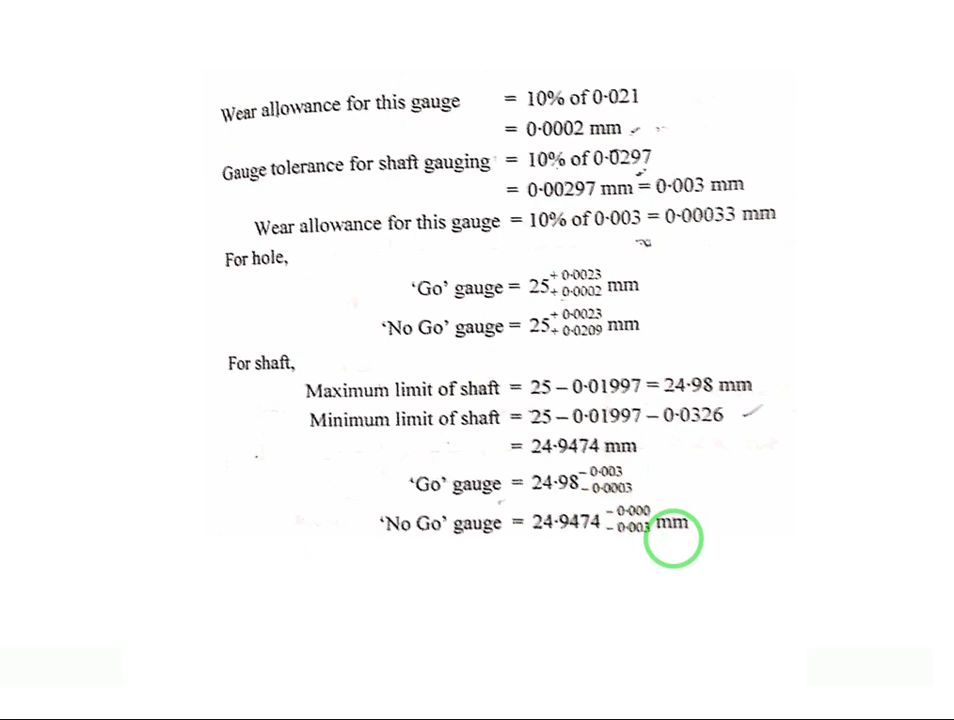 Wear allowance for this gauge = 10% of 0·021
= 0·0002 mm
Gauge tolerance for shaft gauging = 10% of 0·0297
= 0·00297 mm = 0·003 mm
Wear allowance for this gauge = 10% of 0·003 = 0·00033 mm
For hole,
‘Go’ gauge = 25 + 0·0023 + 0·0002 mm
‘No Go’ gauge = 25 + 0·0023 + 0·0209 mm
For shaft,
Maximum limit of shaft = 25 – 0·01997 = 24·98 mm
Minimum limit of shaft = 25 – 0·01997 – 0·0326
= 24·9474 mm
‘Go’ gauge = 24·98 – 0·003 – 0·0003
‘No Go’ gauge = 24·9474 – 0·000 – 0·003 mm